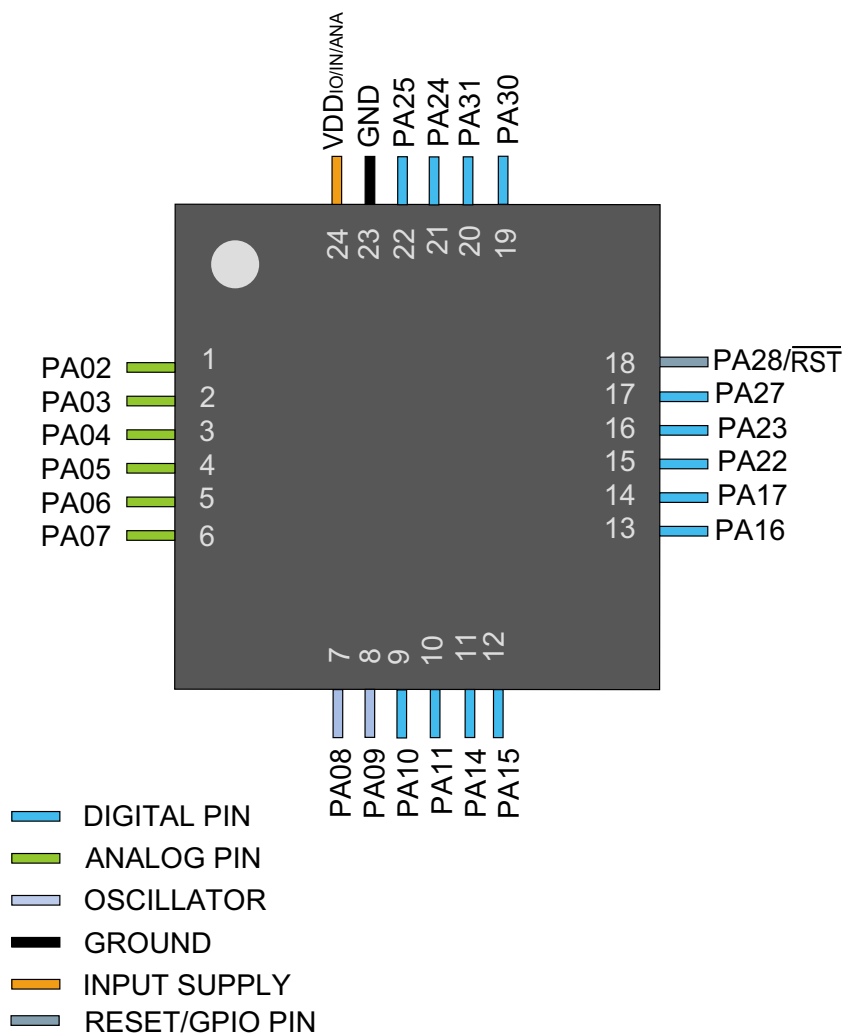 VDDIO/IN/ANA
GND
PA25
PA24
PA31
PA30
24
23
22
21
20
19
PA02 1
PA03 2
PA04 3
PA05 4
PA06 5
PA07 6
18 PA28/R̅S̅T̅
17 PA27
16 PA23
15 PA22
14 PA17
13 PA16
7
8
9
10
11
12
PA08
PA09
PA10
PA11
PA14
PA15
DIGITAL PIN
ANALOG PIN
OSCILLATOR
GROUND
INPUT SUPPLY
RESET/GPIO PIN